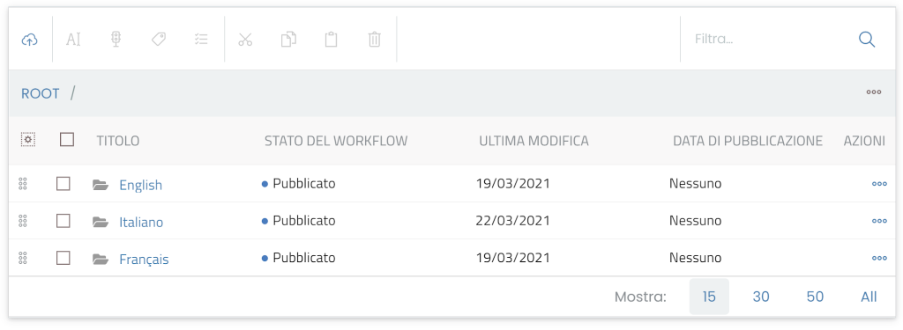 Filtra...
ROOT /
TITOLO STATO DEL WORKFLOW ULTIMA MODIFICA DATA DI PUBBLICAZIONE AZIONI
English Pubblicato 19/03/2021 Nessuno
Italiano Pubblicato 22/03/2021 Nessuno
Français Pubblicato 19/03/2021 Nessuno
Mostra: 15 30 50 All